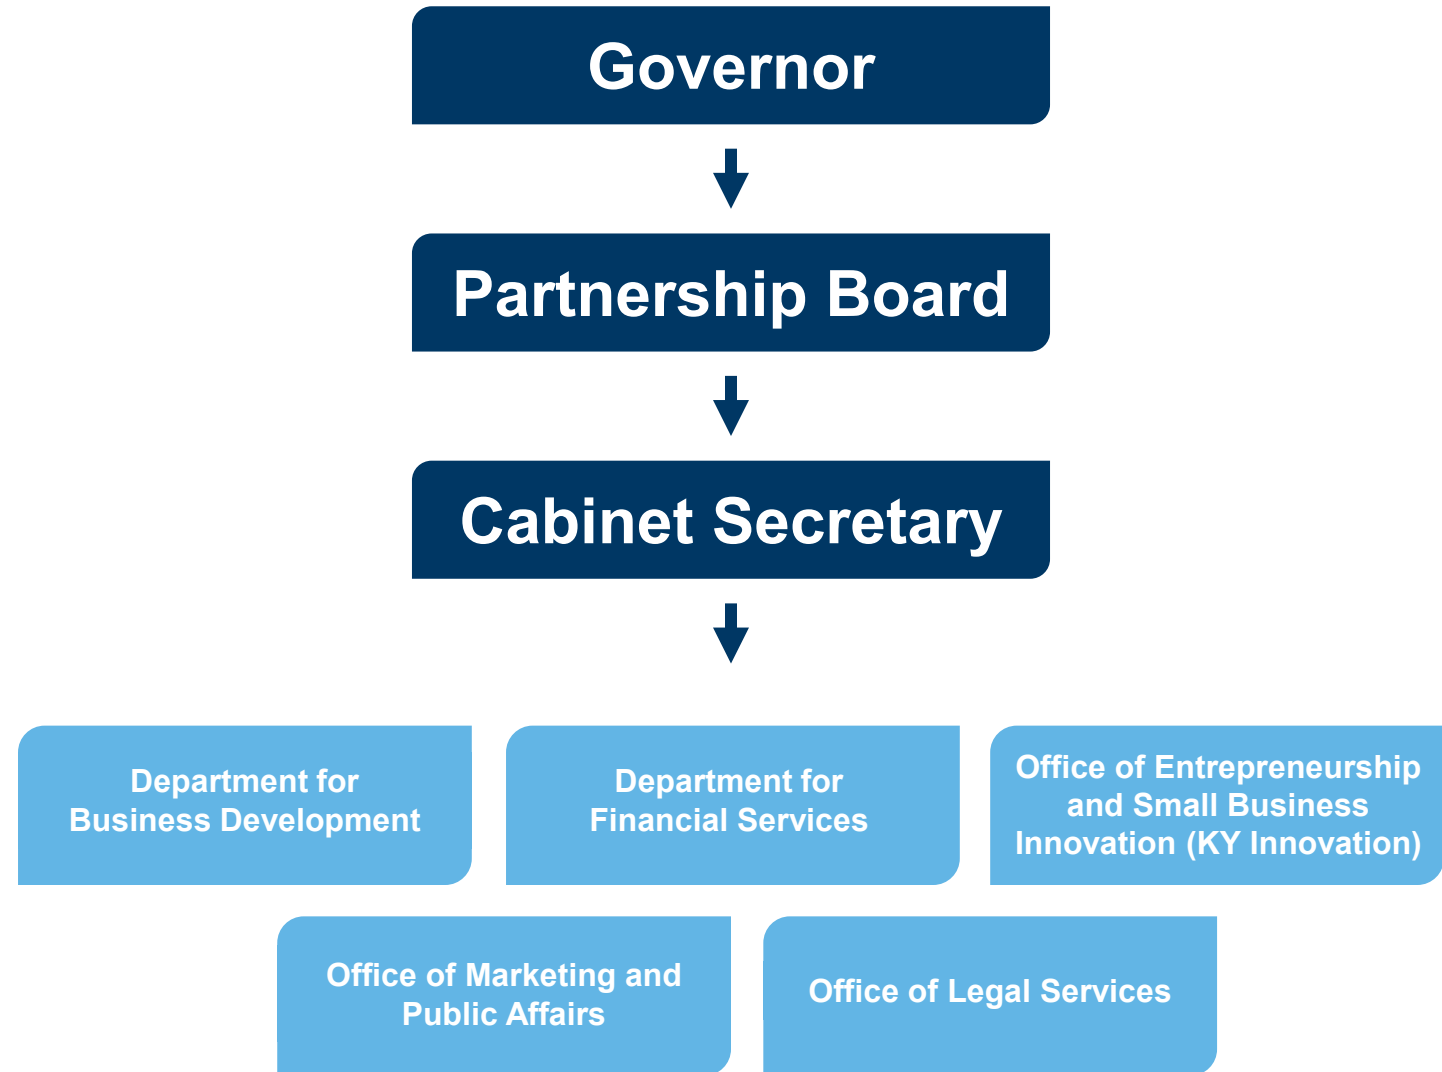 Governor
Partnership Board
Cabinet Secretary
Department for
Business Development
Department for
Financial Services
Office of Entrepreneurship
and Small Business
Innovation (KY Innovation)
Office of Marketing and
Public Affairs
Office of Legal Services